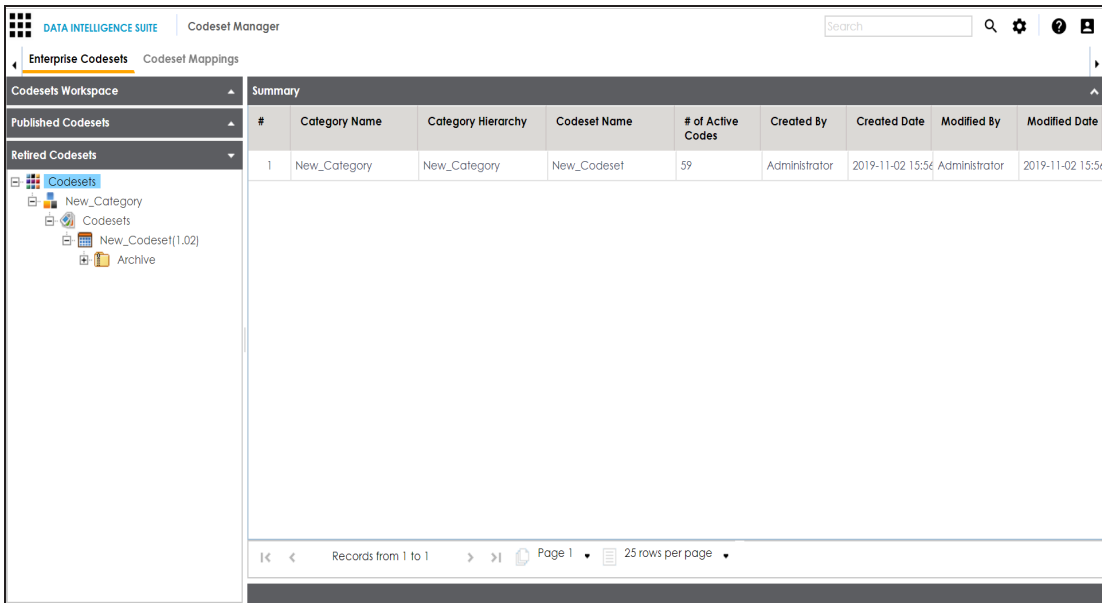 DATA INTELLIGENCE SUITE Codeset Manager Search
Enterprise Codesets Codeset Mappings
Codesets Workspace
Published Codesets
Retired Codesets
Codesets
New_Category
Codesets
New_Codeset(1.02)
Archive
Summary
# Category Name Category Hierarchy Codeset Name # of Active Codes Created By Created Date Modified By Modified Date
1 New_Category New_Category New_Codeset 59 Administrator 2019-11-02 15:56 Administrator 2019-11-02 15:56
Records from 1 to 1 Page 1 25 rows per page